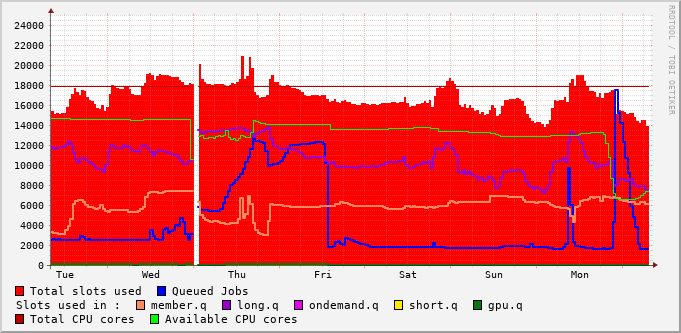 RRDTOOL / TOBI OETIKER
24000
22000
20000
18000
16000
14000
12000
10000
8000
6000
4000
2000
0
Tue Wed Thu Fri Sat Sun Mon
Total slots used Queued Jobs
Slots used in : member.q long.q ondemand.q short.q gpu.q
Total CPU cores Available CPU cores